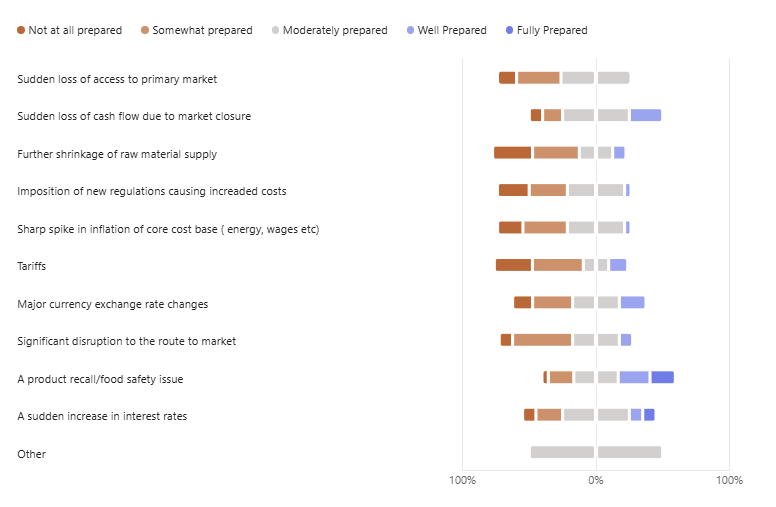 Not at all prepared Somewhat prepared Moderately prepared Well Prepared Fully Prepared
Sudden loss of access to primary market
Sudden loss of cash flow due to market closure
Further shrinkage of raw material supply
Imposition of new regulations causing increaded costs
Sharp spike in inflation of core cost base ( energy, wages etc)
Tariffs
Major currency exchange rate changes
Significant disruption to the route to market
A product recall/food safety issue
A sudden increase in interest rates
Other
100% 0% 100%